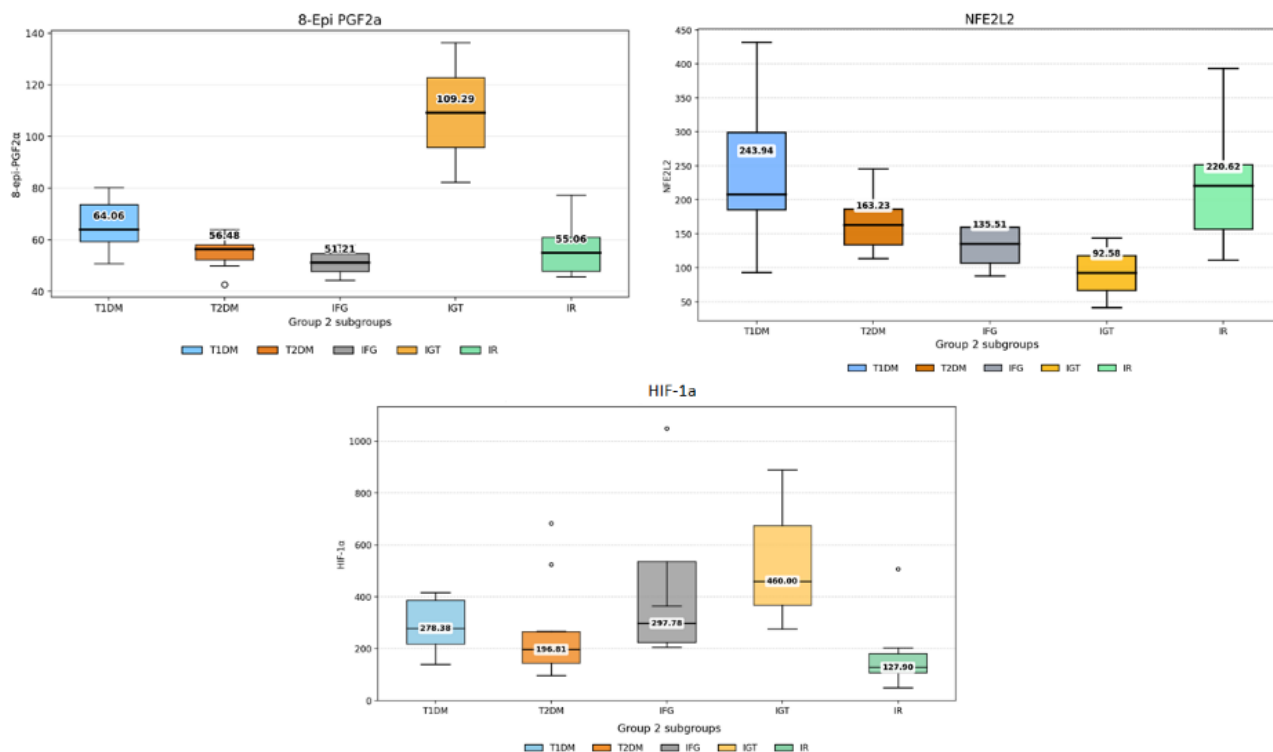 8-Epi PGF2a
8-epi-PGF2α
140
120
100
80
60
40
64.06
56.48
51.21
109.29
55.06
T1DM T2DM IFG IGT IR
Group 2 subgroups
T1DM T2DM IFG IGT IR
NFE2L2
NFE2L2
450
400
350
300
250
200
150
100
50
243.94
163.23
135.51
92.58
220.62
T1DM T2DM IFG IGT IR
Group 2 subgroups
T1DM T2DM IFG IGT IR
HIF-1a
HIF-1α
1000
800
600
400
200
0
278.38
196.81
297.78
460.00
127.90
T1DM T2DM IFG IGT IR
Group 2 subgroups
T1DM T2DM IFG IGT IR